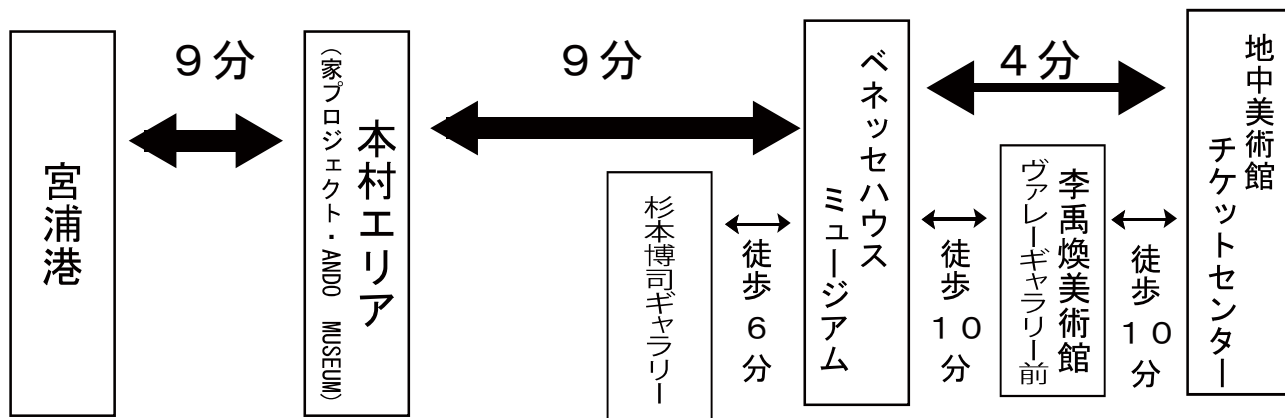 宮浦港
9分
本村エリア
(家プロジェクト・ANDO MUSEUM)
9分
杉本博司ギャラリー
徒歩6分
ベネッセハウス
ミュージアム
4分
徒歩10分
李禹煥美術館
ヴァレーギャラリー前
徒歩10分
地中美術館
チケットセンター